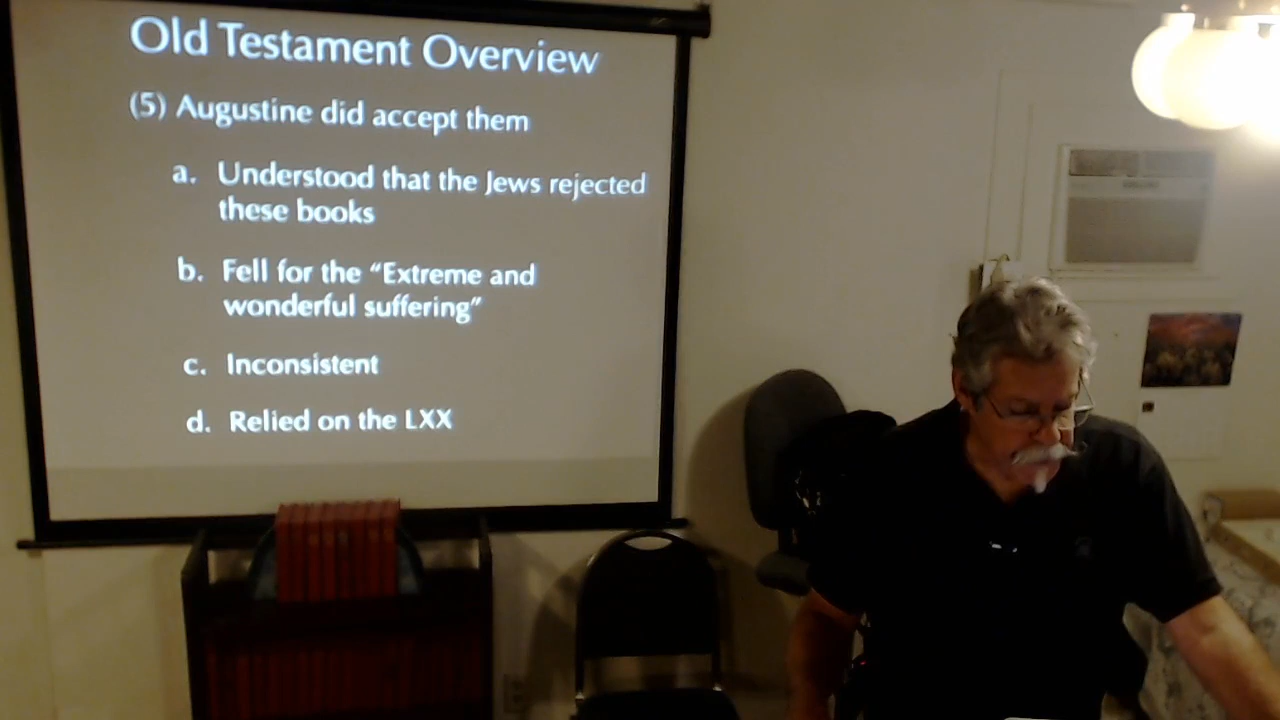 Old Testament Overview
(5) Augustine did accept them
a. Understood that the Jews rejected
these books
b. Fell for the “Extreme and
wonderful suffering”
c. Inconsistent
d. Relied on the LXX